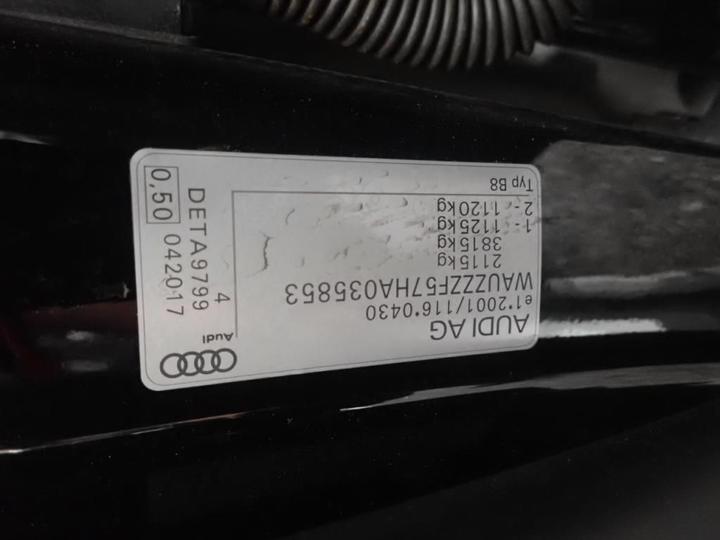 AUDI AG
e1*2001/116*0430
WAUZZZF57HA035853
2115kg
3815kg
1- 1125kg
2- 1120kg
Typ B8
Audi
4
DETA9799
0,50 042017